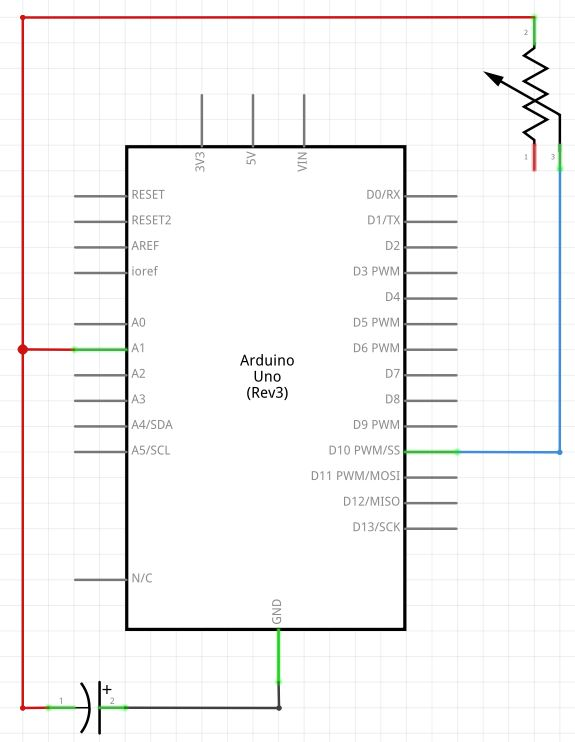 2
1
3
3V3
5V
VIN
RESET
RESET2
AREF
ioref
A0
A1
A2
A3
A4/SDA
A5/SCL
N/C
Arduino
Uno
(Rev3)
D0/RX
D1/TX
D2
D3 PWM
D4
D5 PWM
D6 PWM
D7
D8
D9 PWM
D10 PWM/SS
D11 PWM/MOSI
D12/MISO
D13/SCK
GND
1
+
2